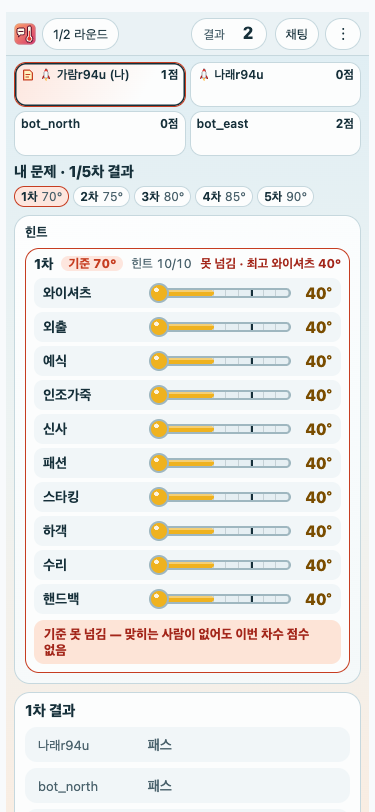 1/2 라운드
결과 2
채팅
가람r94u (나) 1점
나래r94u 0점
bot_north 0점
bot_east 2점
내 문제 · 1/5차 결과
1차 70° 2차 75° 3차 80° 4차 85° 5차 90°
힌트
1차 기준 70° 힌트 10/10 못 넘김 · 최고 와이셔츠 40°
와이셔츠 40°
외출 40°
예식 40°
인조가죽 40°
신사 40°
패션 40°
스타킹 40°
하객 40°
수리 40°
핸드백 40°
기준 못 넘김 — 맞히는 사람이 없어도 이번 차수 점수
없음
1차 결과
나래r94u 패스
bot_north 패스